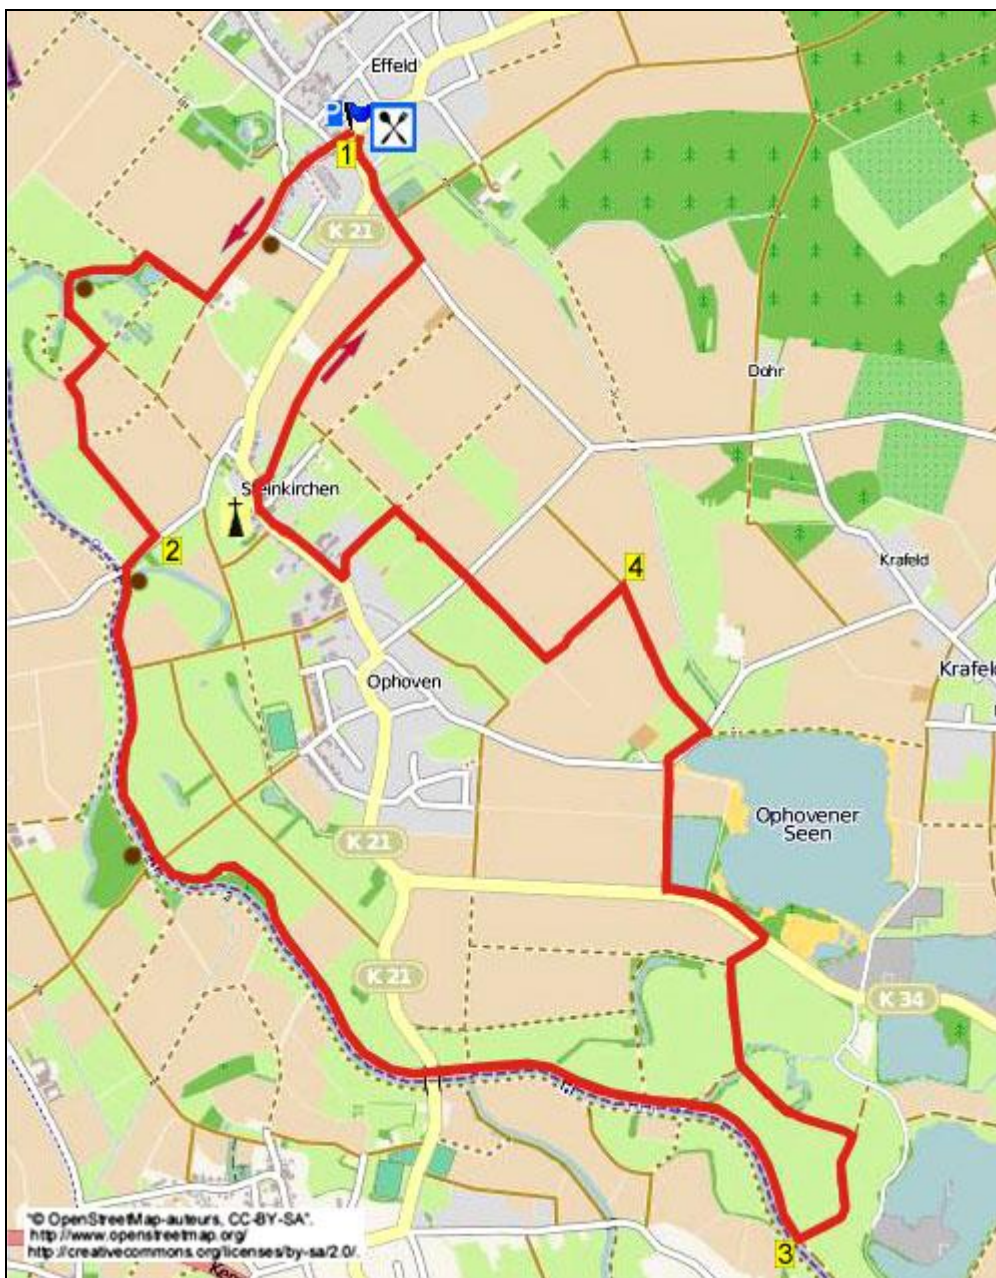 Effeld
P
1
K 21
Dohr
Steinkirchen
2
4
Krafeld
Ophoven
Krafel
Ophovener
Seen
K 21
K 21
K 34
3
"© OpenStreetMap-auteurs, CC-BY-SA".
http://www.openstreetmap.org/
http://creativecommons.org/licenses/by-sa/2.0/.